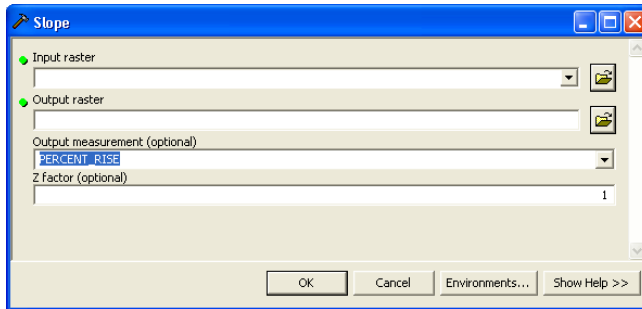 Slope
Input raster
Output raster
Output measurement (optional)
PERCENT_RISE
Z factor (optional)
1
OK
Cancel
Environments...
Show Help >>